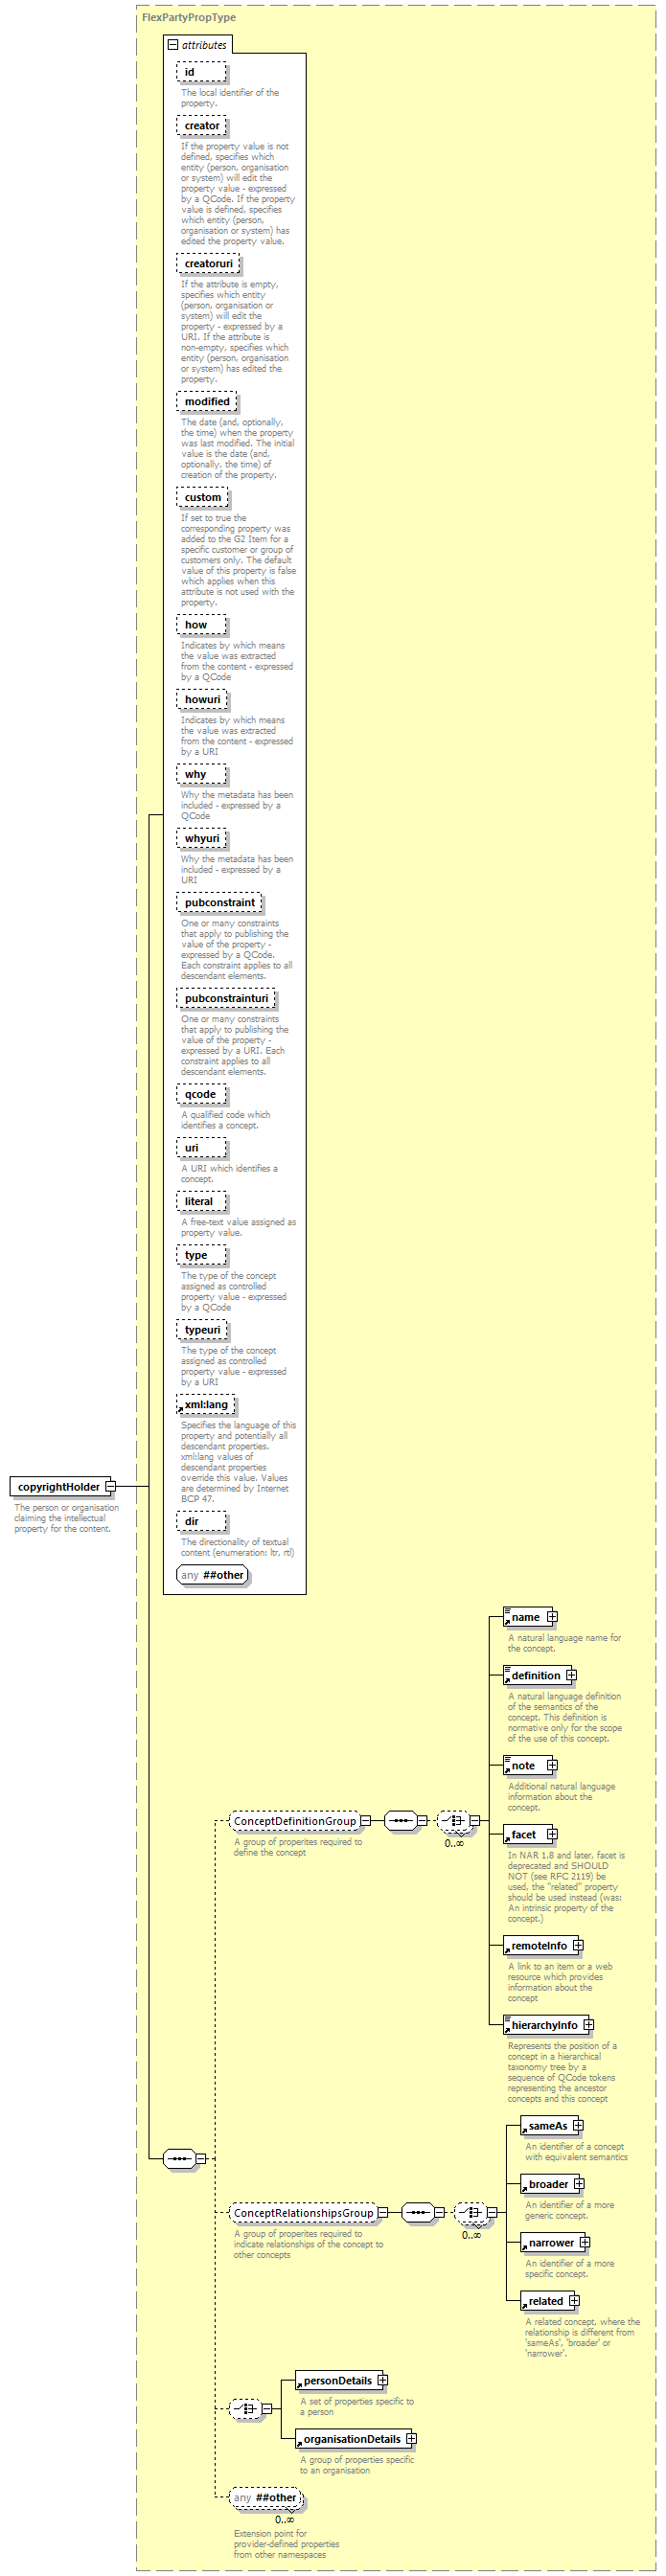 FlexPartyPropType
attributes
id
The local identifier of the
property.
creator
If the property value is not
defined, specifies which
entity (person, organisation
or system) will edit the
property value - expressed
by a QCode. If the property
value is defined, specifies
which entity (person,
organisation or system) has
edited the property value.
creatoruri
If the attribute is empty,
specifies which entity
(person, organisation or
system) will edit the
property - expressed by a
URI. If the attribute is
non-empty, specifies which
entity (person, organisation
or system) has edited the
property.
modified
The date (and, optionally,
the time) when the property
was last modified. The initial
value is the date (and,
optionally, the time) of
creation of the property.
custom
If set to true the
corresponding property was
added to the G2 Item for a
specific customer or group of
customers only. The default
value of this property is false
which applies when this
attribute is not used with the
property.
how
Indicates by which means
the value was extracted
from the content - expressed
by a QCode
howuri
Indicates by which means
the value was extracted
from the content - expressed
by a URI
why
Why the metadata has been
included - expressed by a
QCode
whyuri
Why the metadata has been
included - expressed by a
URI
pubconstraint
One or many constraints
that apply to publishing the
value of the property -
expressed by a QCode.
Each constraint applies to all
descendant elements.
pubconstrainturi
One or many constraints
that apply to publishing the
value of the property -
expressed by a URI. Each
constraint applies to all
descendant elements.
qcode
A qualified code which
identifies a concept.
uri
A URI which identifies a
concept.
literal
A free-text value assigned as
property value.
type
The type of the concept
assigned as controlled
property value - expressed
by a QCode
typeuri
The type of the concept
assigned as controlled
property value - expressed
by a URI
xml:lang
Specifies the language of this
property and potentially all
descendant properties.
xml:lang values of
descendant properties
override this value. Values
are determined by Internet
BCP 47.
dir
The directionality of textual
content (enumeration: ltr, rtl)
any ##other
copyrightHolder
The person or organisation
claiming the intellectual
property for the content.
name
A natural language name for
the concept.
definition
A natural language definition
of the semantics of the
concept. This definition is
normative only for the scope
of the use of this concept.
note
Additional natural language
information about the
concept.
ConceptDefinitionGroup
0..∞
A group of properites required to
define the concept
facet
In NAR 1.8 and later, facet is
deprecated and SHOULD
NOT (see RFC 2119) be
used, the "related" property
should be used instead (was:
An intrinsic property of the
concept.)
remoteInfo
A link to an item or a web
resource which provides
information about the
concept
hierarchyInfo
Represents the position of a
concept in a hierarchical
taxonomy tree by a
sequence of QCode tokens
representing the ancestor
concepts and this concept
sameAs
An identifier of a concept
with equivalent semantics
broader
An identifier of a more
generic concept.
ConceptRelationshipsGroup
0..∞
A group of properites required to
indicate relationships of the concept to
other concepts
narrower
An identifier of a more
specific concept.
related
A related concept, where the
relationship is different from
'sameAs', 'broader' or
'narrower'.
personDetails
A set of properties specific to
a person
organisationDetails
A group of properties specific
to an organisation
any ##other
0..∞
Extension point for
provider-defined properties
from other namespaces